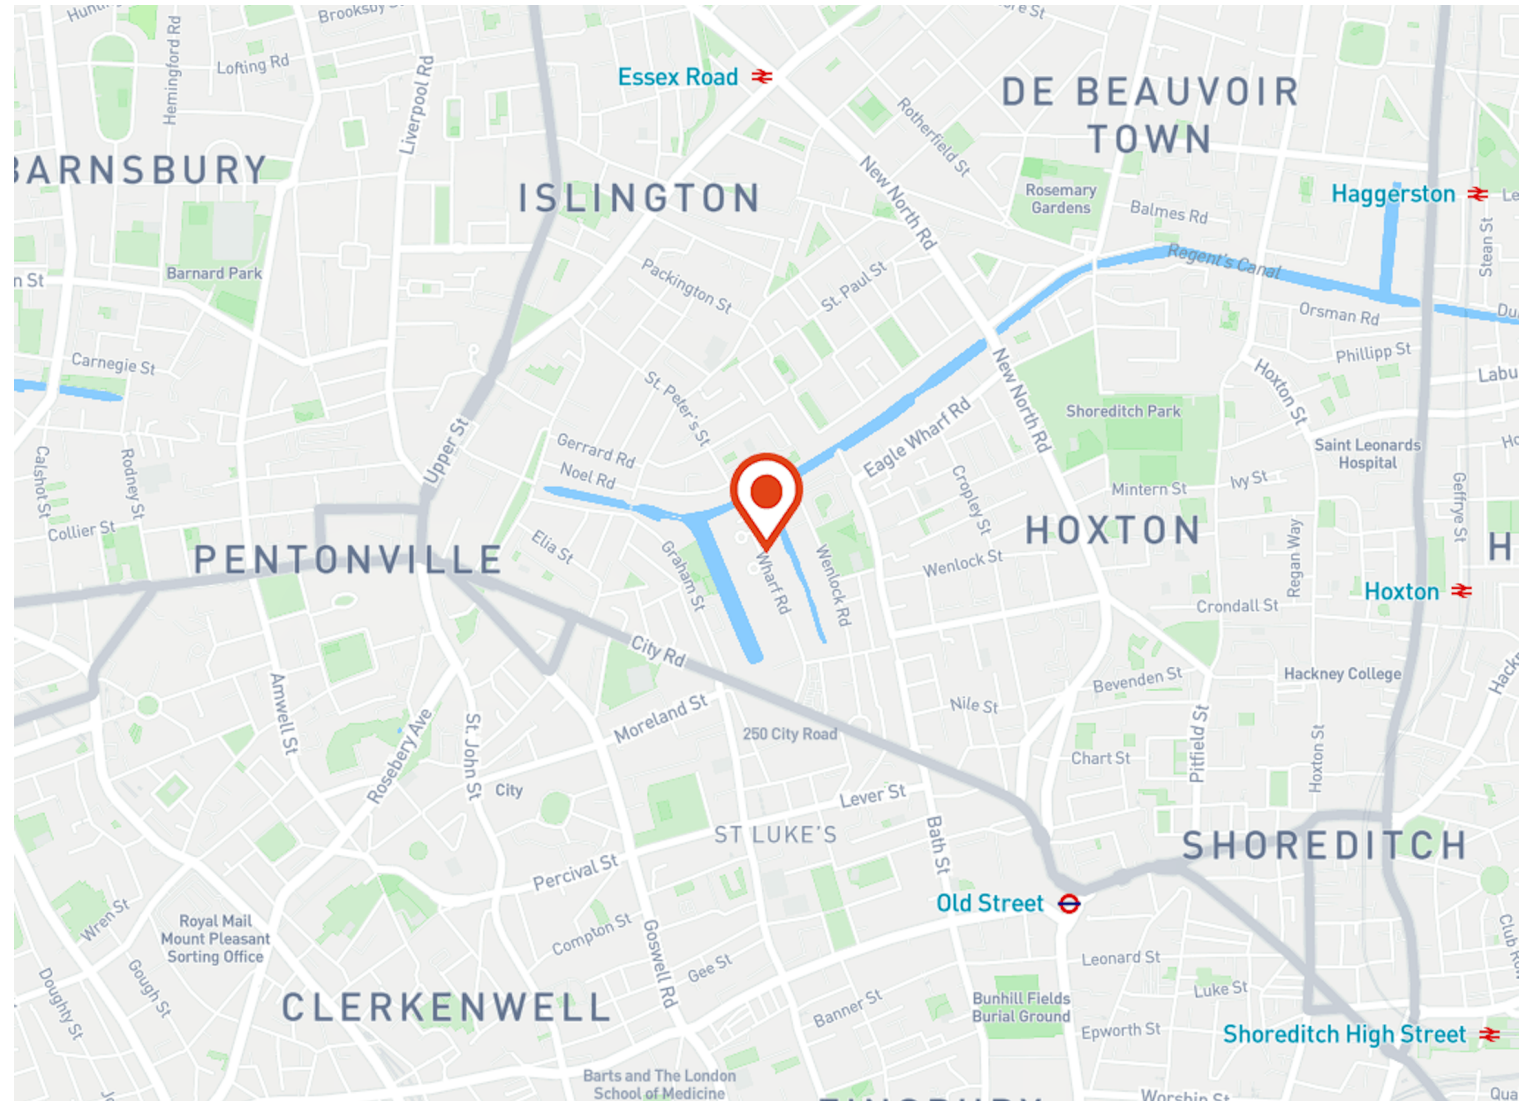 Brooksby
Lofting Rd
Hemingford Rd
Liverpool Rd
Essex Road
DE BEAUVOIR
TOWN
Rotherfield St
BARNSBURY
ISLINGTON
New North Rd
Rosemary
Gardens
Balmes Rd
Haggerston
Stean St
Regent's Canal
Barnard Park
Packington St
St. Paul St
Orsman Rd
Carnegie St
Phillipp St
New North Rd
Hoxton St
St. Peter's St
Shoreditch Park
Eagle Wharf Rd
Upper St
Gerrard Rd
Noel Rd
Saint Leonards
Hospital
Calshot St
Rodney St
Cropley St
Mintern St
Ivy St
Geffrye St
Collier St
PENTONVILLE
Elia St
Graham St
Wharf Rd
Wenlock Rd
Wenlock St
HOXTON
Regan Way
Hoxton
Crondall St
City Rd
Hackney College
Bevenden St
Amwell St
Rosebery Ave
St. John St
Moreland St
250 City Road
Nile St
Pitfield St
Hoxton St
Chart St
City
Lever St
ST LUKE'S
Bath St
SHOREDITCH
Percival St
Old Street
Wren St
Royal Mail
Mount Pleasant
Sorting Office
Compton St
Goswell Rd
Gee St
Leonard St
Luke St
Gough St
Doughty St
CLERKENWELL
Banner St
Bunhill Fields
Burial Ground
Epworth St
Shoreditch High Street
Barts and The London
School of Medicine
Worship St